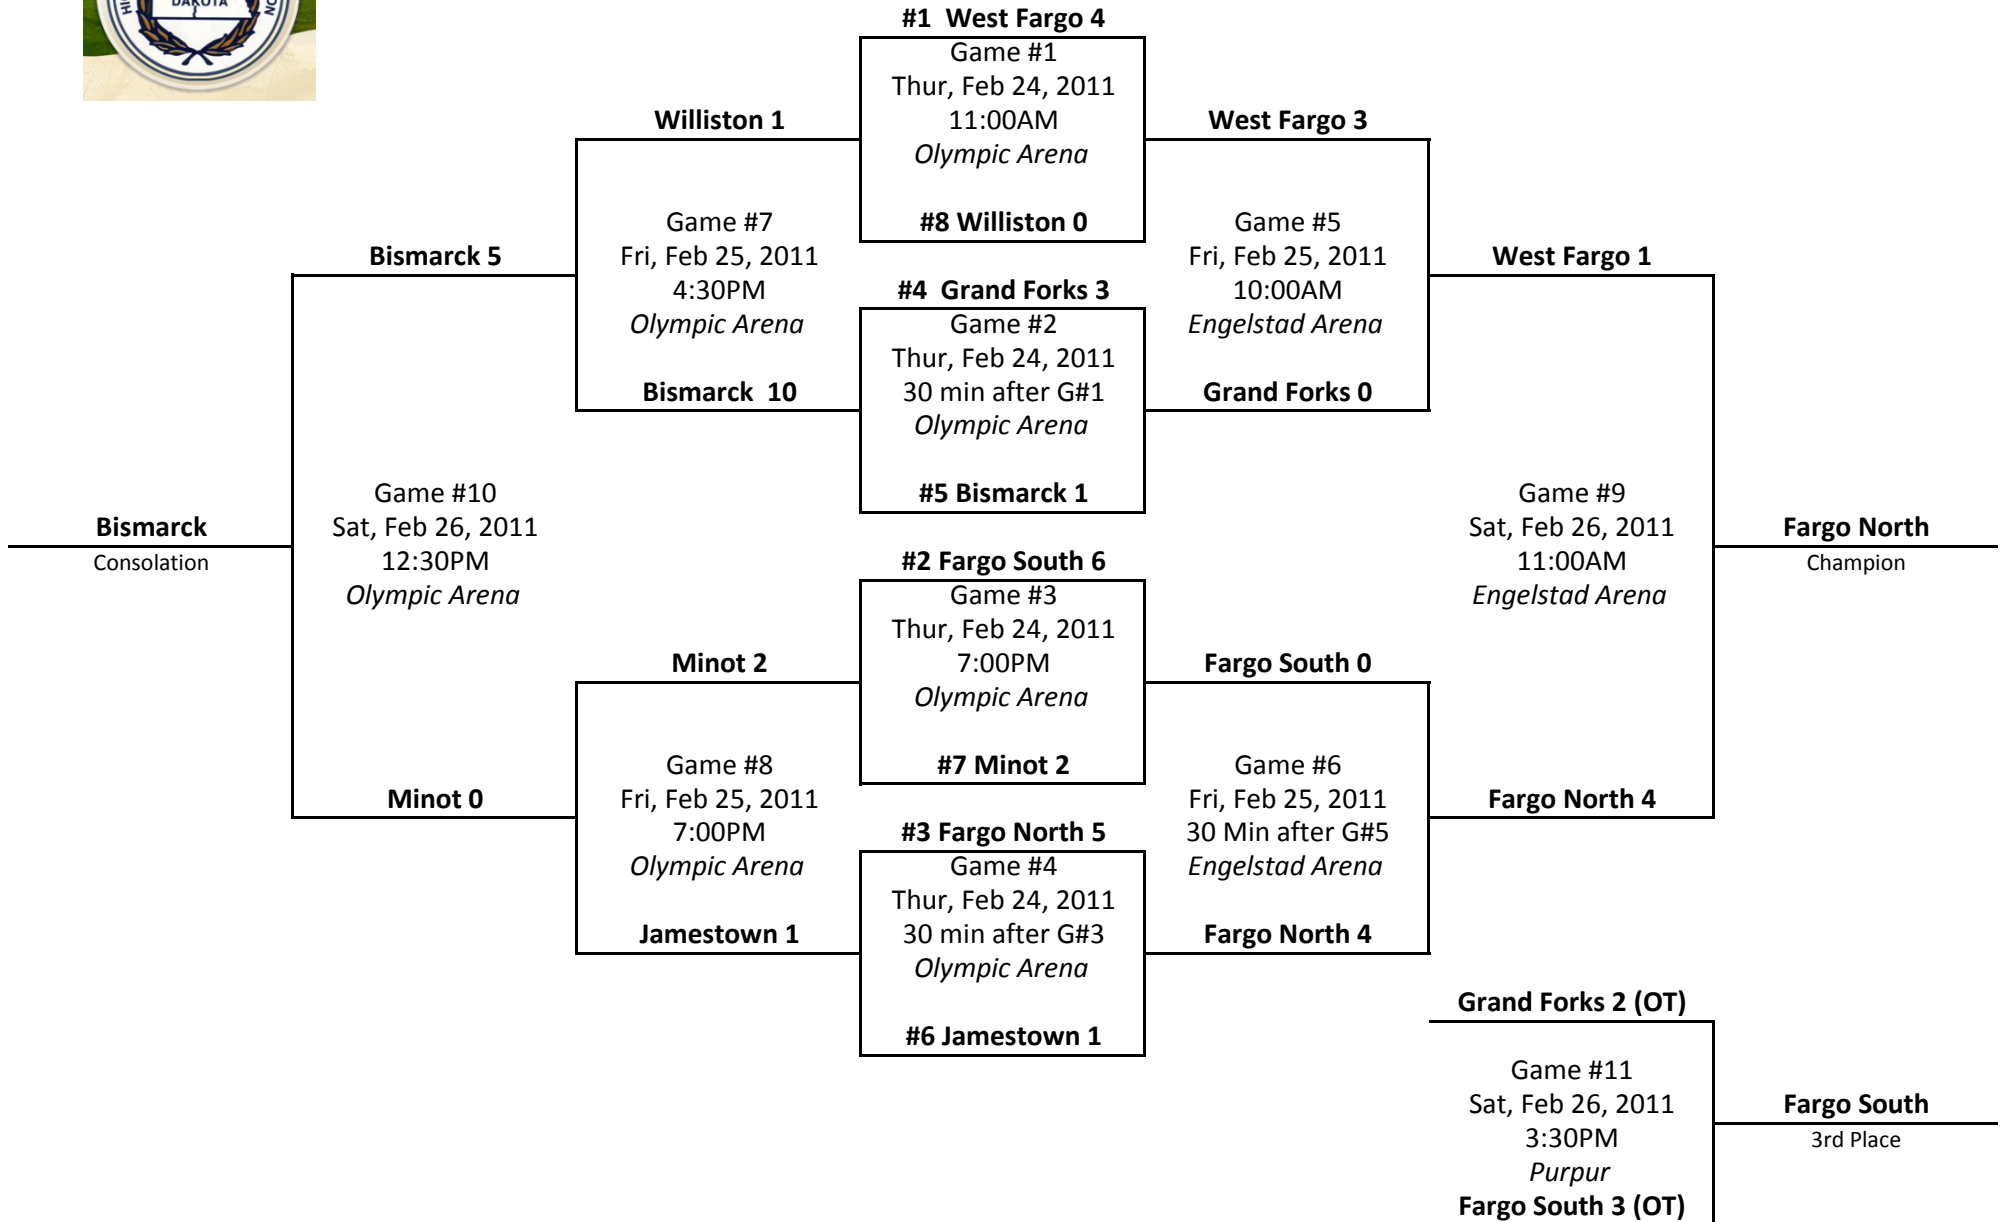 DAKOTA
#1 West Fargo 4
Game #1
Thur, Feb 24, 2011
11:00AM
Olympic Arena
#8 Williston 0
Williston 1
Game #7
Fri, Feb 25, 2011
4:30PM
Olympic Arena
Bismarck 10
West Fargo 3
Game #5
Fri, Feb 25, 2011
10:00AM
Engelstad Arena
Grand Forks 0
Bismarck 5
West Fargo 1
#4 Grand Forks 3
Game #2
Thur, Feb 24, 2011
30 min after G#1
Olympic Arena
#5 Bismarck 1
Bismarck
Consolation
Game #10
Sat, Feb 26, 2011
12:30PM
Olympic Arena
Game #9
Sat, Feb 26, 2011
11:00AM
Engelstad Arena
Fargo North
Champion
#2 Fargo South 6
Game #3
Thur, Feb 24, 2011
7:00PM
Olympic Arena
#7 Minot 2
Minot 2
Game #8
Fri, Feb 25, 2011
7:00PM
Olympic Arena
Jamestown 1
Fargo South 0
Game #6
Fri, Feb 25, 2011
30 Min after G#5
Engelstad Arena
Fargo North 4
Minot 0
Fargo North 4
#3 Fargo North 5
Game #4
Thur, Feb 24, 2011
30 min after G#3
Olympic Arena
#6 Jamestown 1
Grand Forks 2 (OT)
Game #11
Sat, Feb 26, 2011
3:30PM
Purpur
Fargo South 3 (OT)
Fargo South
3rd Place